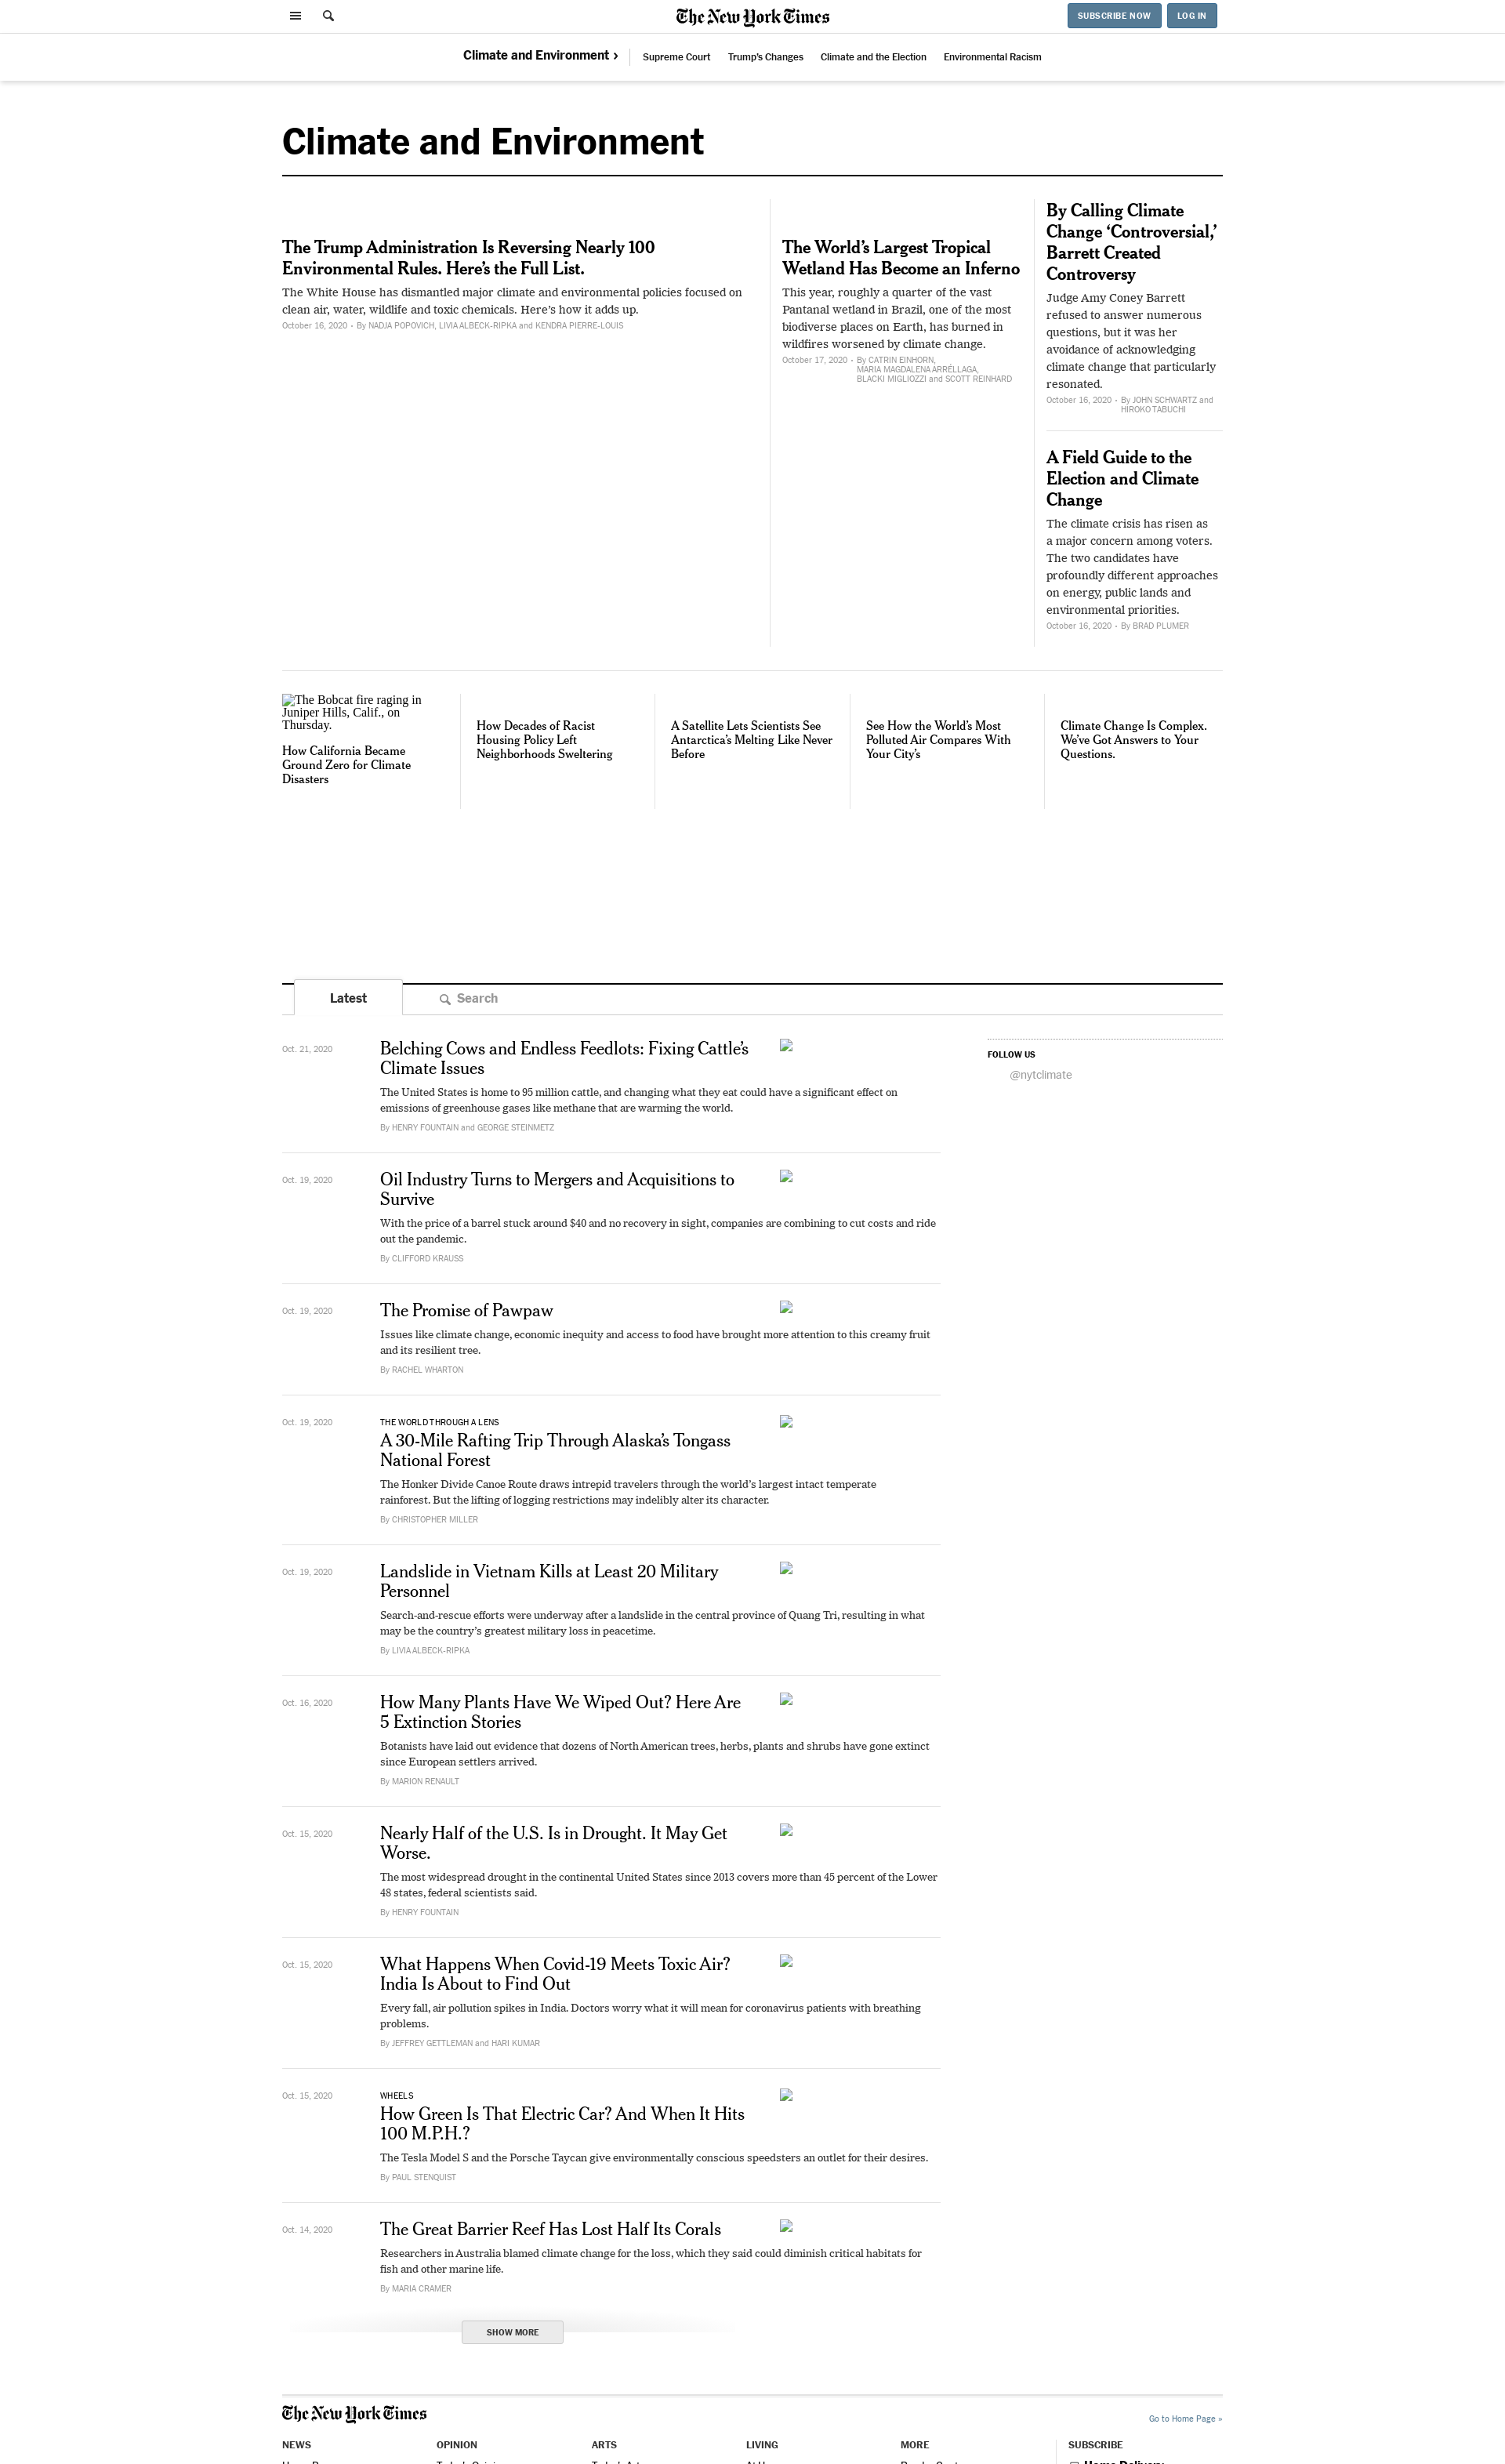 The New York Times
SUBSCRIBE NOW
LOG IN
Climate and Environment ›
Supreme Court
Trump's Changes
Climate and the Election
Environmental Racism
Climate and Environment
The Trump Administration Is Reversing Nearly 100
Environmental Rules. Here’s the Full List.
The White House has dismantled major climate and environmental policies focused on
clean air, water, wildlife and toxic chemicals. Here’s how it adds up.
October 16, 2020 • By NADJA POPOVICH, LIVIA ALBECK-RIPKA and KENDRA PIERRE-LOUIS
The World’s Largest Tropical
Wetland Has Become an Inferno
This year, roughly a quarter of the vast
Pantanal wetland in Brazil, one of the most
biodiverse places on Earth, has burned in
wildfires worsened by climate change.
October 17, 2020 • By CATRIN EINHORN,
MARIA MAGDALENA ARRÉLLAGA,
BLACKI MIGLIOZZI and SCOTT REINHARD
By Calling Climate
Change ‘Controversial,’
Barrett Created
Controversy
Judge Amy Coney Barrett
refused to answer numerous
questions, but it was her
avoidance of acknowledging
climate change that particularly
resonated.
October 16, 2020 • By JOHN SCHWARTZ and
HIROKO TABUCHI
A Field Guide to the
Election and Climate
Change
The climate crisis has risen as
a major concern among voters.
The two candidates have
profoundly different approaches
on energy, public lands and
environmental priorities.
October 16, 2020 • By BRAD PLUMER
The Bobcat fire raging in
Juniper Hills, Calif., on
Thursday.
How California Became
Ground Zero for Climate
Disasters
How Decades of Racist
Housing Policy Left
Neighborhoods Sweltering
A Satellite Lets Scientists See
Antarctica’s Melting Like Never
Before
See How the World’s Most
Polluted Air Compares With
Your City’s
Climate Change Is Complex.
We’ve Got Answers to Your
Questions.
Latest
Search
Oct. 21, 2020
Belching Cows and Endless Feedlots: Fixing Cattle’s
Climate Issues
The United States is home to 95 million cattle, and changing what they eat could have a significant effect on
emissions of greenhouse gases like methane that are warming the world.
By HENRY FOUNTAIN and GEORGE STEINMETZ
FOLLOW US
@nytclimate
Oct. 19, 2020
Oil Industry Turns to Mergers and Acquisitions to
Survive
With the price of a barrel stuck around $40 and no recovery in sight, companies are combining to cut costs and ride
out the pandemic.
By CLIFFORD KRAUSS
Oct. 19, 2020
The Promise of Pawpaw
Issues like climate change, economic inequity and access to food have brought more attention to this creamy fruit
and its resilient tree.
By RACHEL WHARTON
Oct. 19, 2020
THE WORLD THROUGH A LENS
A 30-Mile Rafting Trip Through Alaska’s Tongass
National Forest
The Honker Divide Canoe Route draws intrepid travelers through the world’s largest intact temperate
rainforest. But the lifting of logging restrictions may indelibly alter its character.
By CHRISTOPHER MILLER
Oct. 19, 2020
Landslide in Vietnam Kills at Least 20 Military
Personnel
Search-and-rescue efforts were underway after a landslide in the central province of Quang Tri, resulting in what
may be the country’s greatest military loss in peacetime.
By LIVIA ALBECK-RIPKA
Oct. 16, 2020
How Many Plants Have We Wiped Out? Here Are
5 Extinction Stories
Botanists have laid out evidence that dozens of North American trees, herbs, plants and shrubs have gone extinct
since European settlers arrived.
By MARION RENAULT
Oct. 15, 2020
Nearly Half of the U.S. Is in Drought. It May Get
Worse.
The most widespread drought in the continental United States since 2013 covers more than 45 percent of the Lower
48 states, federal scientists said.
By HENRY FOUNTAIN
Oct. 15, 2020
What Happens When Covid-19 Meets Toxic Air?
India Is About to Find Out
Every fall, air pollution spikes in India. Doctors worry what it will mean for coronavirus patients with breathing
problems.
By JEFFREY GETTLEMAN and HARI KUMAR
Oct. 15, 2020
WHEELS
How Green Is That Electric Car? And When It Hits
100 M.P.H.?
The Tesla Model S and the Porsche Taycan give environmentally conscious speedsters an outlet for their desires.
By PAUL STENQUIST
Oct. 14, 2020
The Great Barrier Reef Has Lost Half Its Corals
Researchers in Australia blamed climate change for the loss, which they said could diminish critical habitats for
fish and other marine life.
By MARIA CRAMER
SHOW MORE
The New York Times
Go to Home Page »
NEWS
OPINION
ARTS
LIVING
MORE
SUBSCRIBE